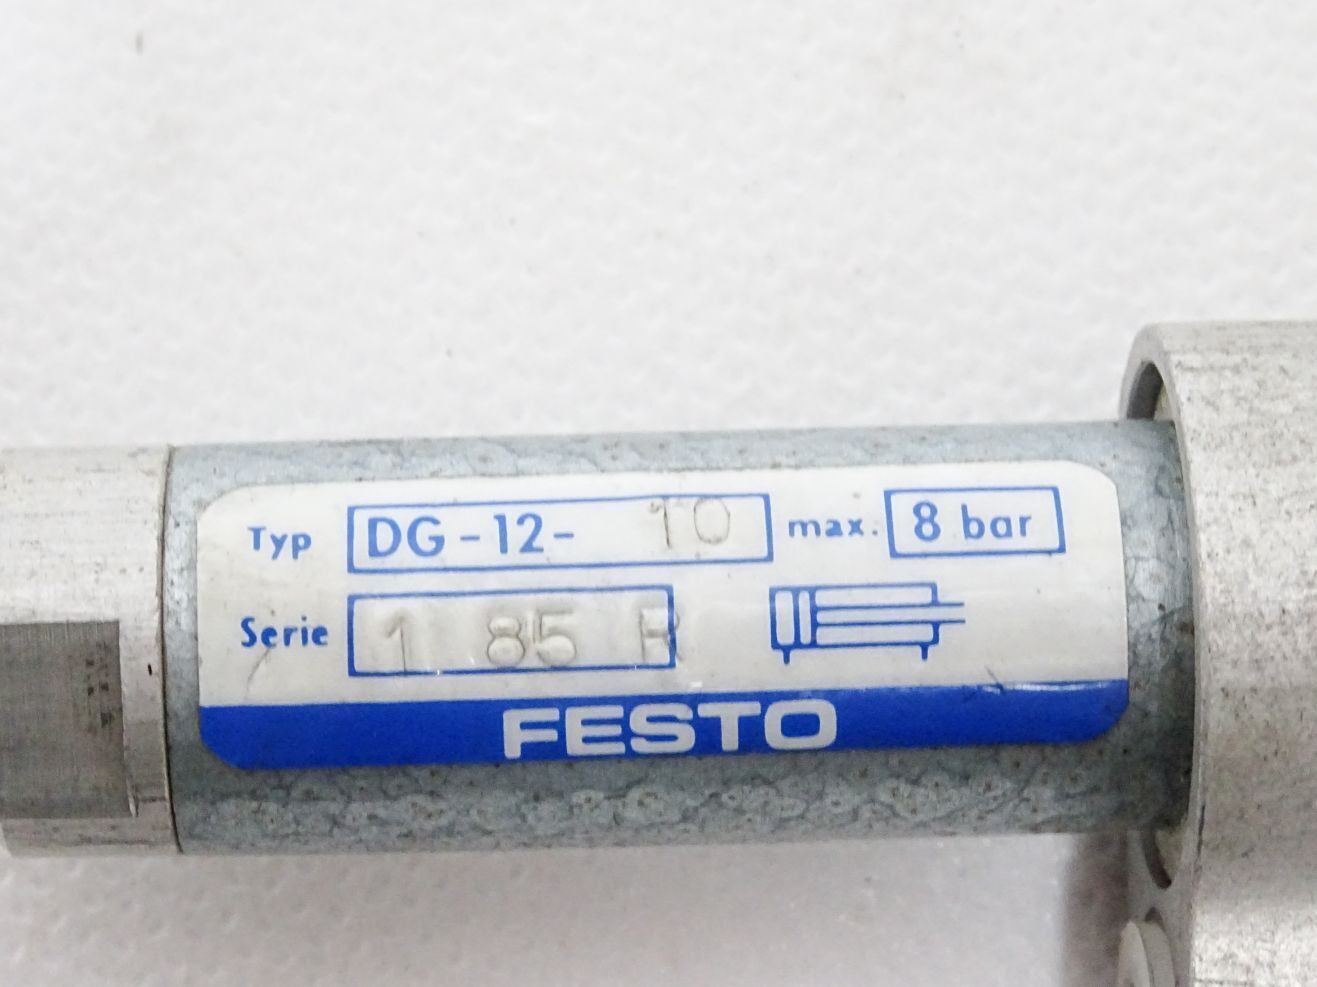 Typ DG-12- 10 max. 8 bar
Serie 1 85 R
FESTO